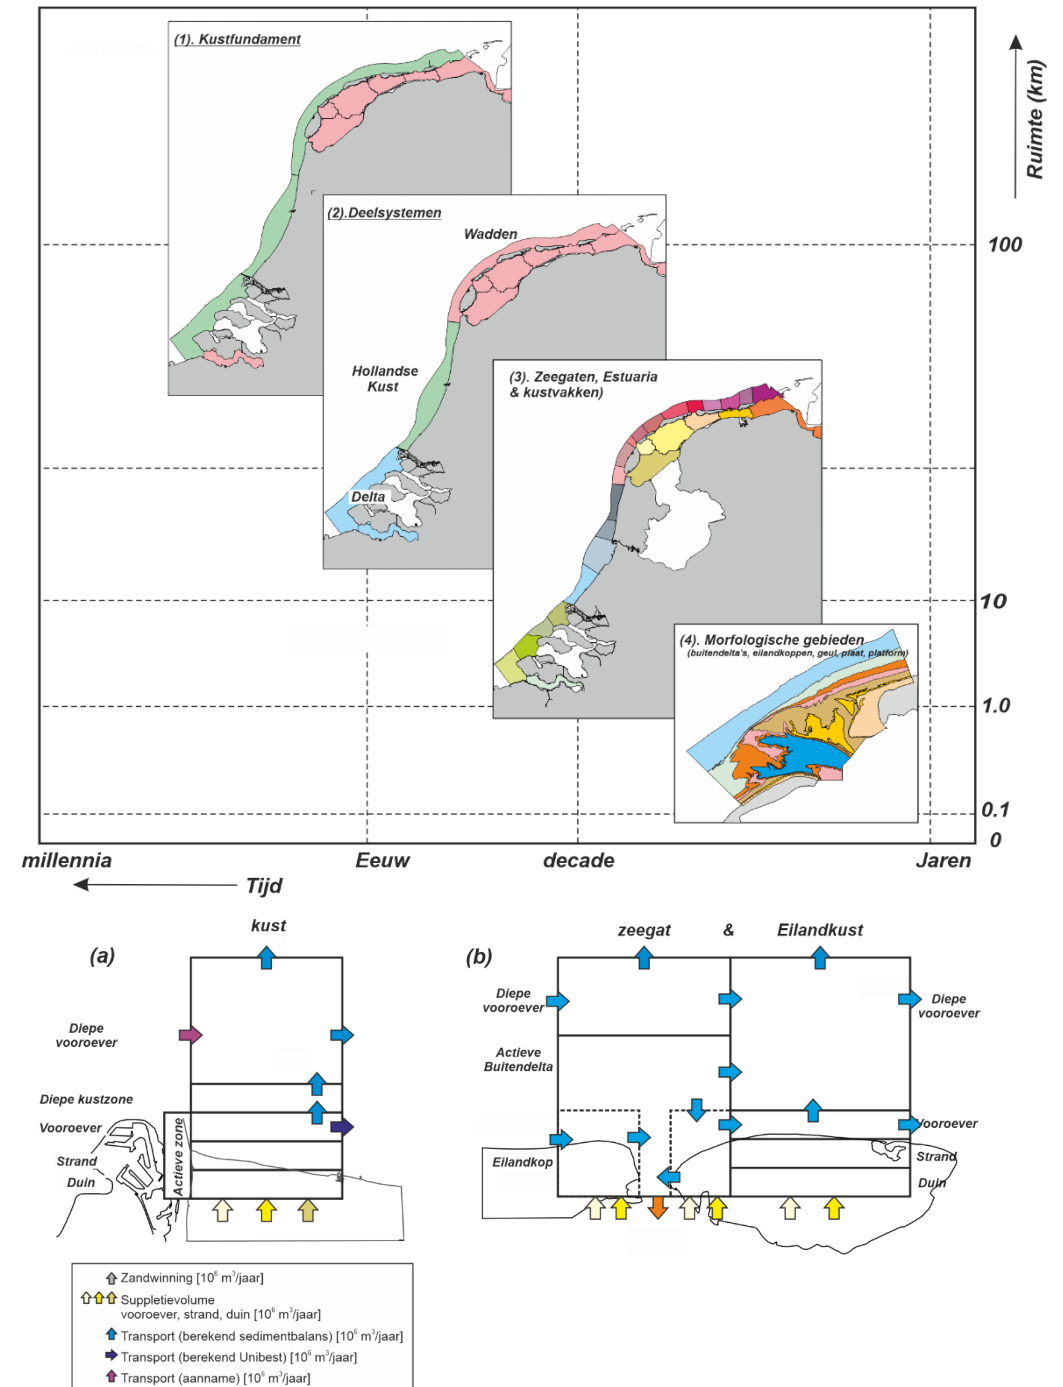 (1). Kustfundament
Ruimte (km)
(2).Deelsystemen
Wadden
100
Hollandse
Kust
(3). Zeegaten, Estuaria
& kustvakken)
Delta
10
(4). Morfologische gebieden
(buitendelta's, eilandkoppen, geul, plaat, platform)
1.0
0.1
0
millennia
Eeuw
decade
Jaren
Tijd
kust
(a)
Diepe
vooroever
Diepe kustzone
Vooroever
Strand
Duin
Actieve zone
zeegat & Eilandkust
(b)
Diepe
vooroever
Diepe
vooroever
Actieve
Buitendelta
Vooroever
Eilandkop
Strand
Duin
Zandwinning [10⁶ m³/jaar]
Suppletievolume
vooroever, strand, duin [10⁶ m³/jaar]
Transport (berekend sedimentbalans) [10⁶ m³/jaar]
Transport (berekend Unibest) [10⁶ m³/jaar]
Transport (aanname) [10⁶ m³/jaar]